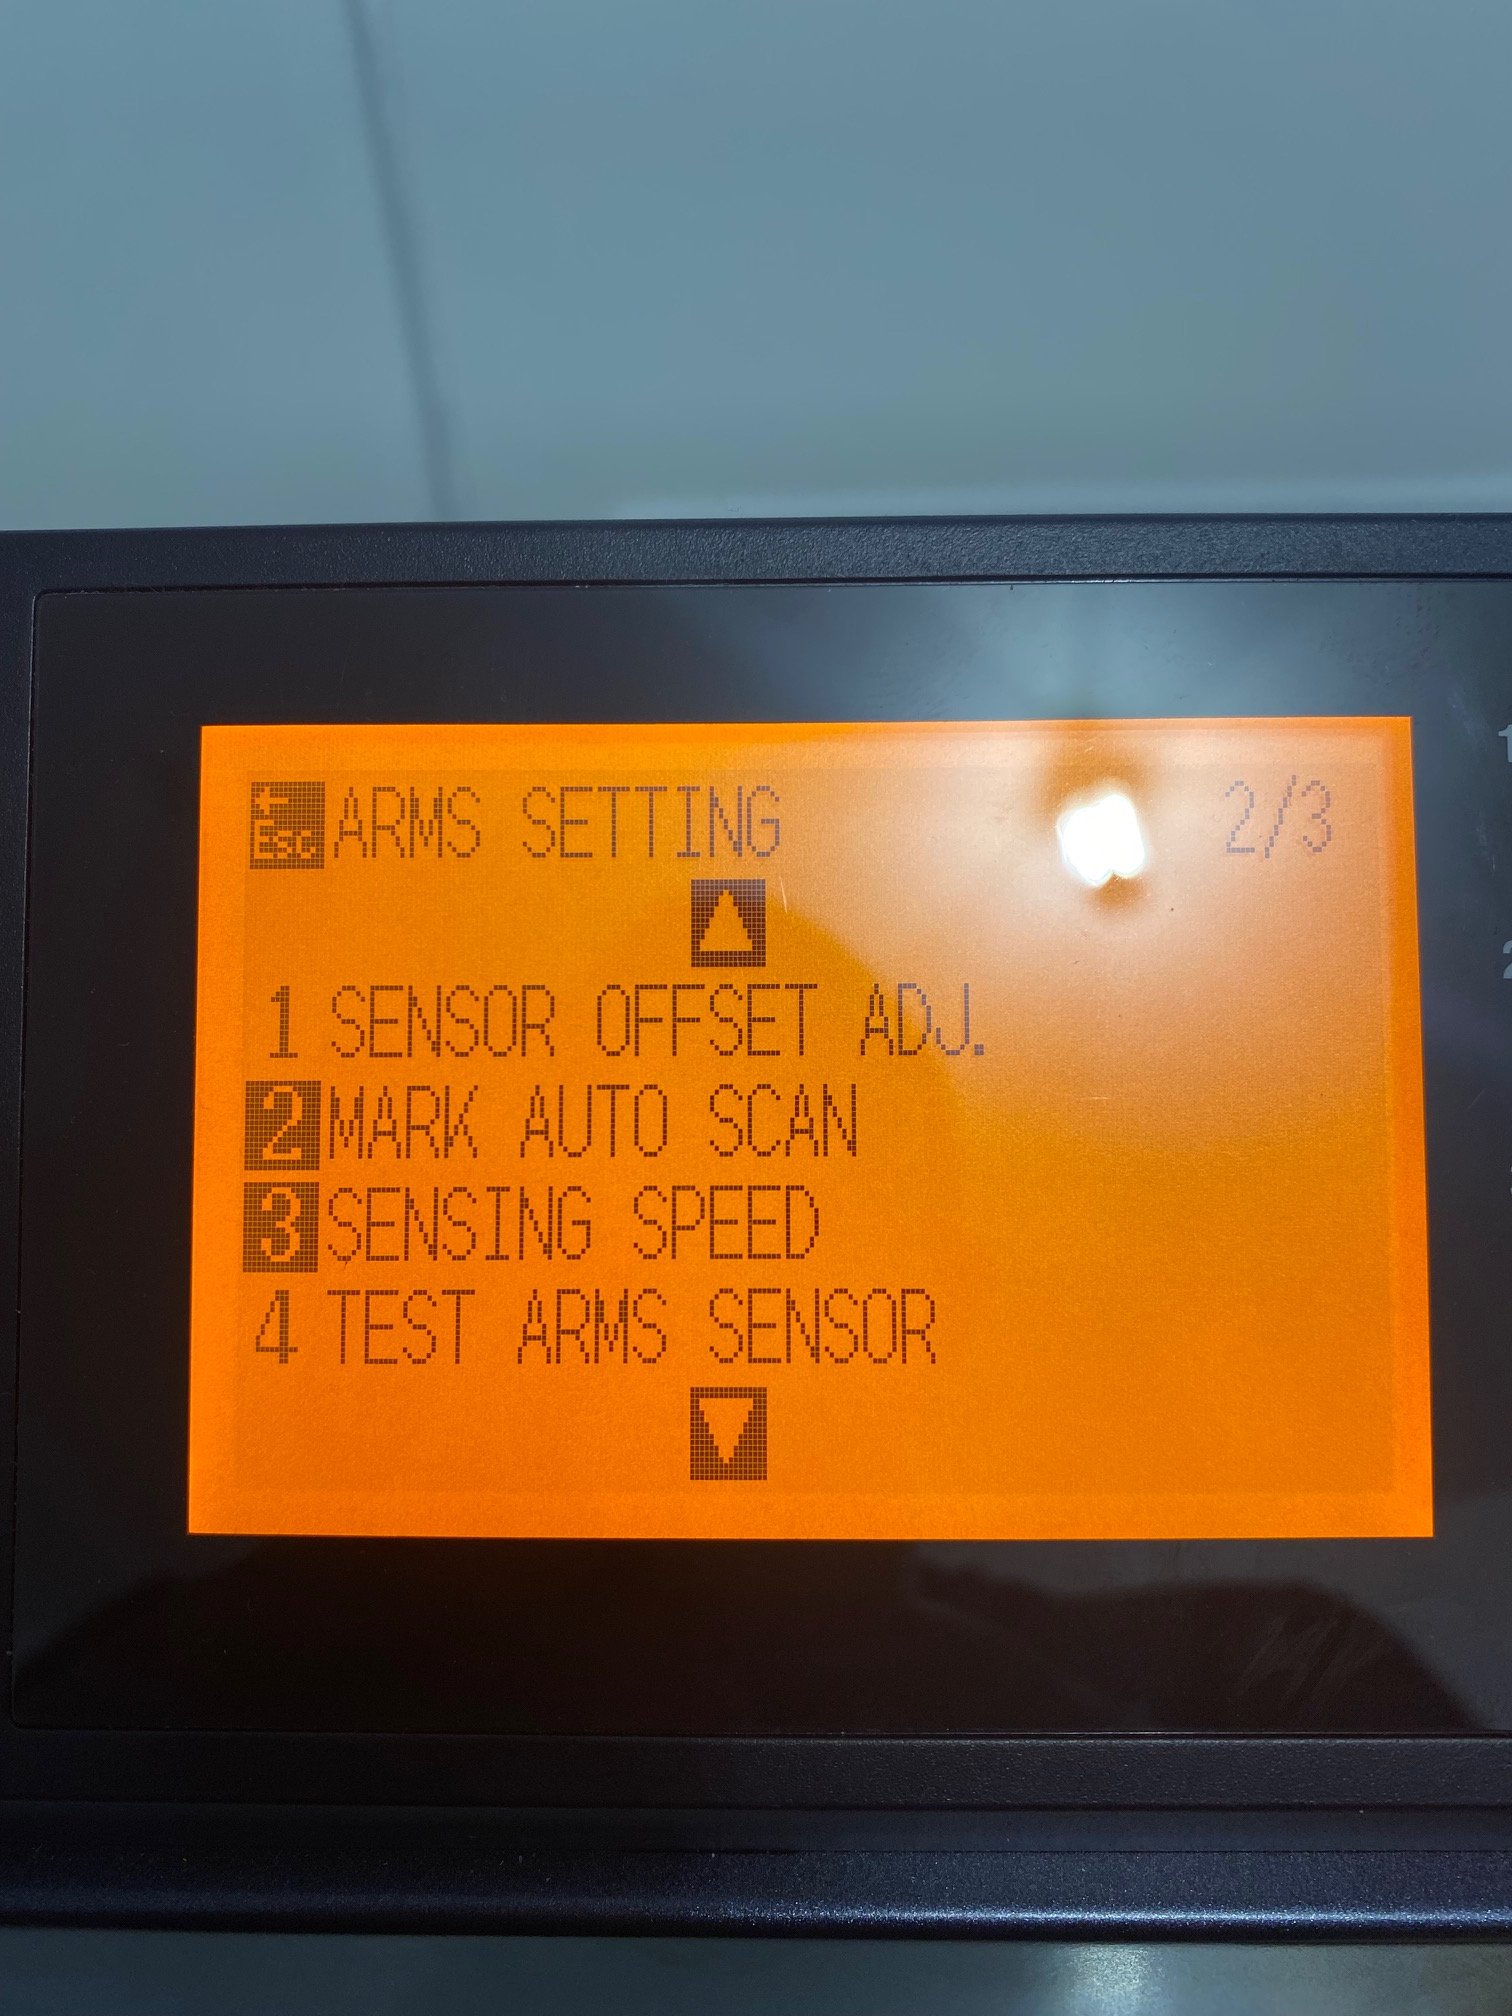 ESC ARMS SETTING 2/3
1 SENSOR OFFSET ADJ.
2 MARK AUTO SCAN
3 SENSING SPEED
4 TEST ARMS SENSOR